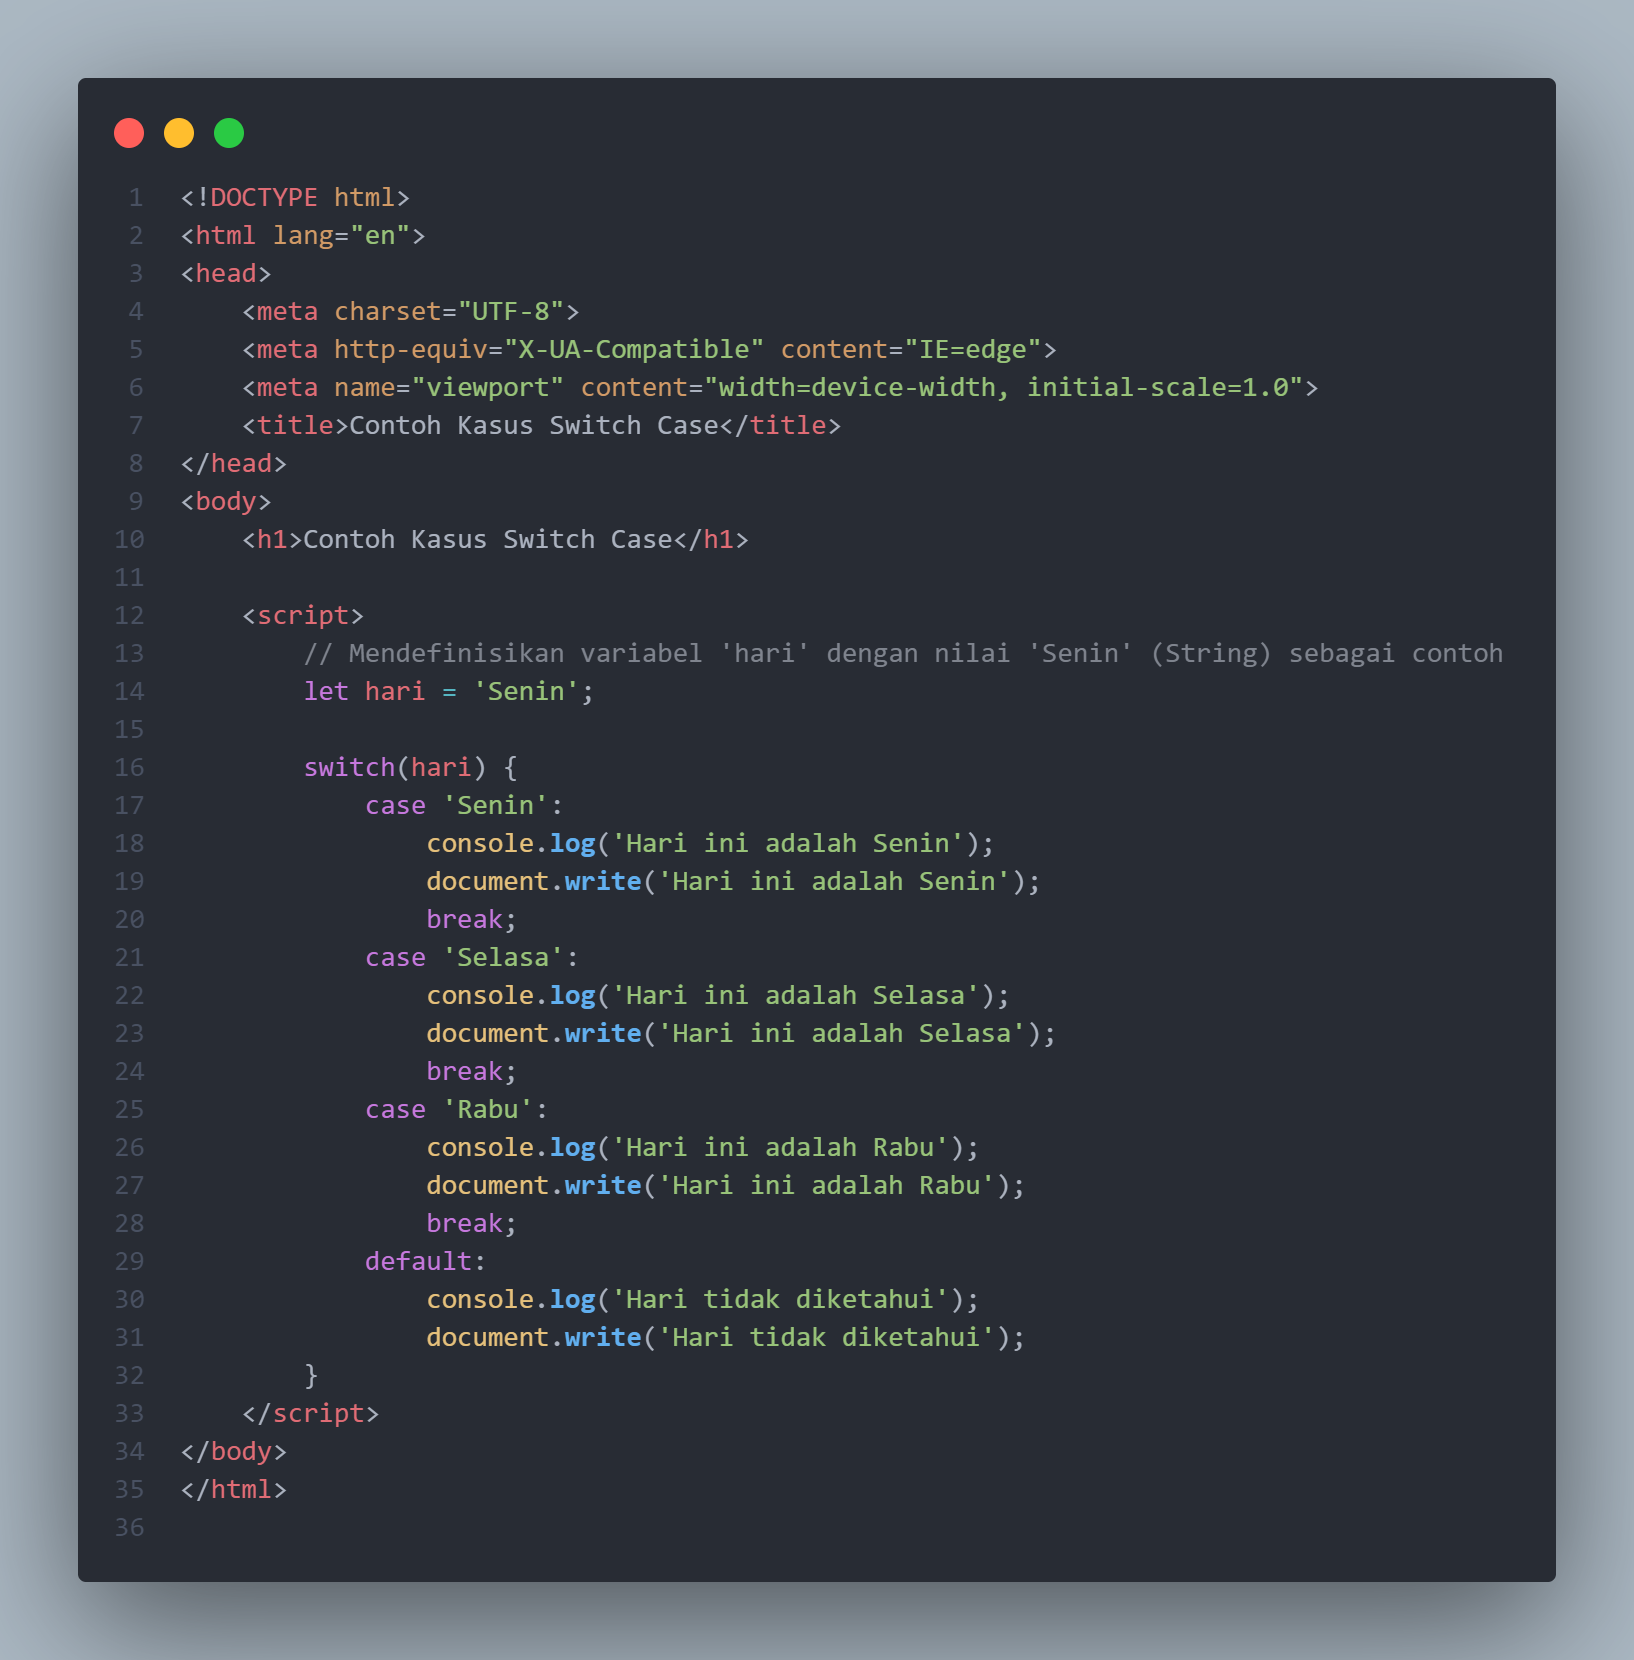 1 <!DOCTYPE html>
2 <html lang="en">
3 <head>
4     <meta charset="UTF-8">
5     <meta http-equiv="X-UA-Compatible" content="IE=edge">
6     <meta name="viewport" content="width=device-width, initial-scale=1.0">
7     <title>Contoh Kasus Switch Case</title>
8 </head>
9 <body>
10     <h1>Contoh Kasus Switch Case</h1>
11
12     <script>
13         // Mendefinisikan variabel 'hari' dengan nilai 'Senin' (String) sebagai contoh
14         let hari = 'Senin';
15
16         switch(hari) {
17             case 'Senin':
18                 console.log('Hari ini adalah Senin');
19                 document.write('Hari ini adalah Senin');
20                 break;
21             case 'Selasa':
22                 console.log('Hari ini adalah Selasa');
23                 document.write('Hari ini adalah Selasa');
24                 break;
25             case 'Rabu':
26                 console.log('Hari ini adalah Rabu');
27                 document.write('Hari ini adalah Rabu');
28                 break;
29             default:
30                 console.log('Hari tidak diketahui');
31                 document.write('Hari tidak diketahui');
32         }
33     </script>
34 </body>
35 </html>
36